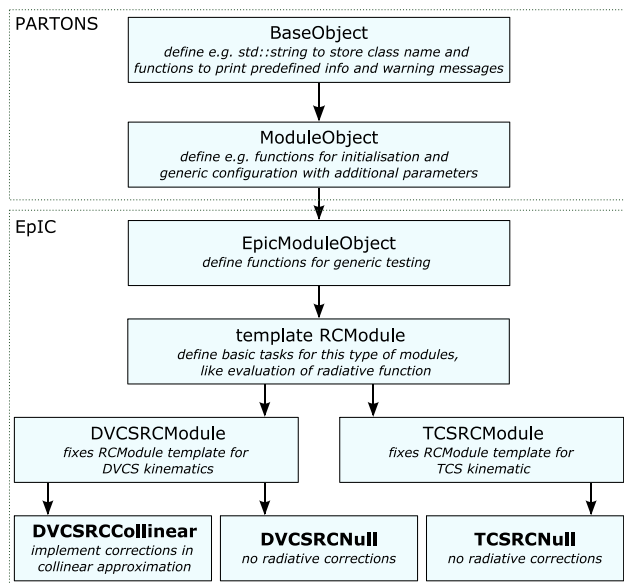 PARTONS
BaseObject
define e.g. std::string to store class name and
functions to print predefined info and warning messages
ModuleObject
define e.g. functions for initialisation and
generic configuration with additional parameters
EpIC
EpicModuleObject
define functions for generic testing
template RCModule
define basic tasks for this type of modules,
like evaluation of radiative function
DVCSRCModule
fixes RCModule template for
DVCS kinematics
TCSRCModule
fixes RCModule template for
TCS kinematic
DVCSRCCollinear
implement corrections in
collinear approximation
DVCSRCNull
no radiative corrections
TCSRCNull
no radiative corrections